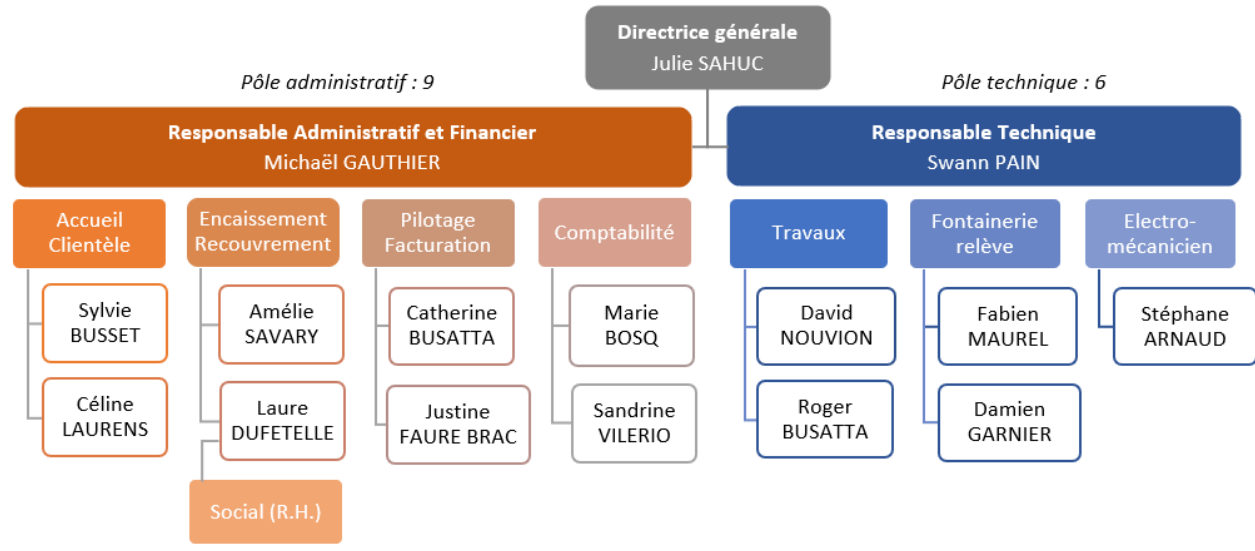 Directrice générale
Julie SAHUC
Pôle administratif : 9
Pôle technique : 6
Responsable Administratif et Financier
Michaël GAUTHIER
Responsable Technique
Swann PAIN
Accueil
Clientèle
Encaissement
Recouvrement
Pilotage
Facturation
Comptabilité
Travaux
Fontainerie
relève
Electro-
mécanicien
Sylvie
BUSSET
Amélie
SAVARY
Catherine
BUSATTA
Marie
BOSQ
David
NOUVION
Fabien
MAUREL
Stéphane
ARNAUD
Céline
LAURENS
Laure
DUFETELLE
Justine
FAURE BRAC
Sandrine
VILERIO
Roger
BUSATTA
Damien
GARNIER
Social (R.H.)